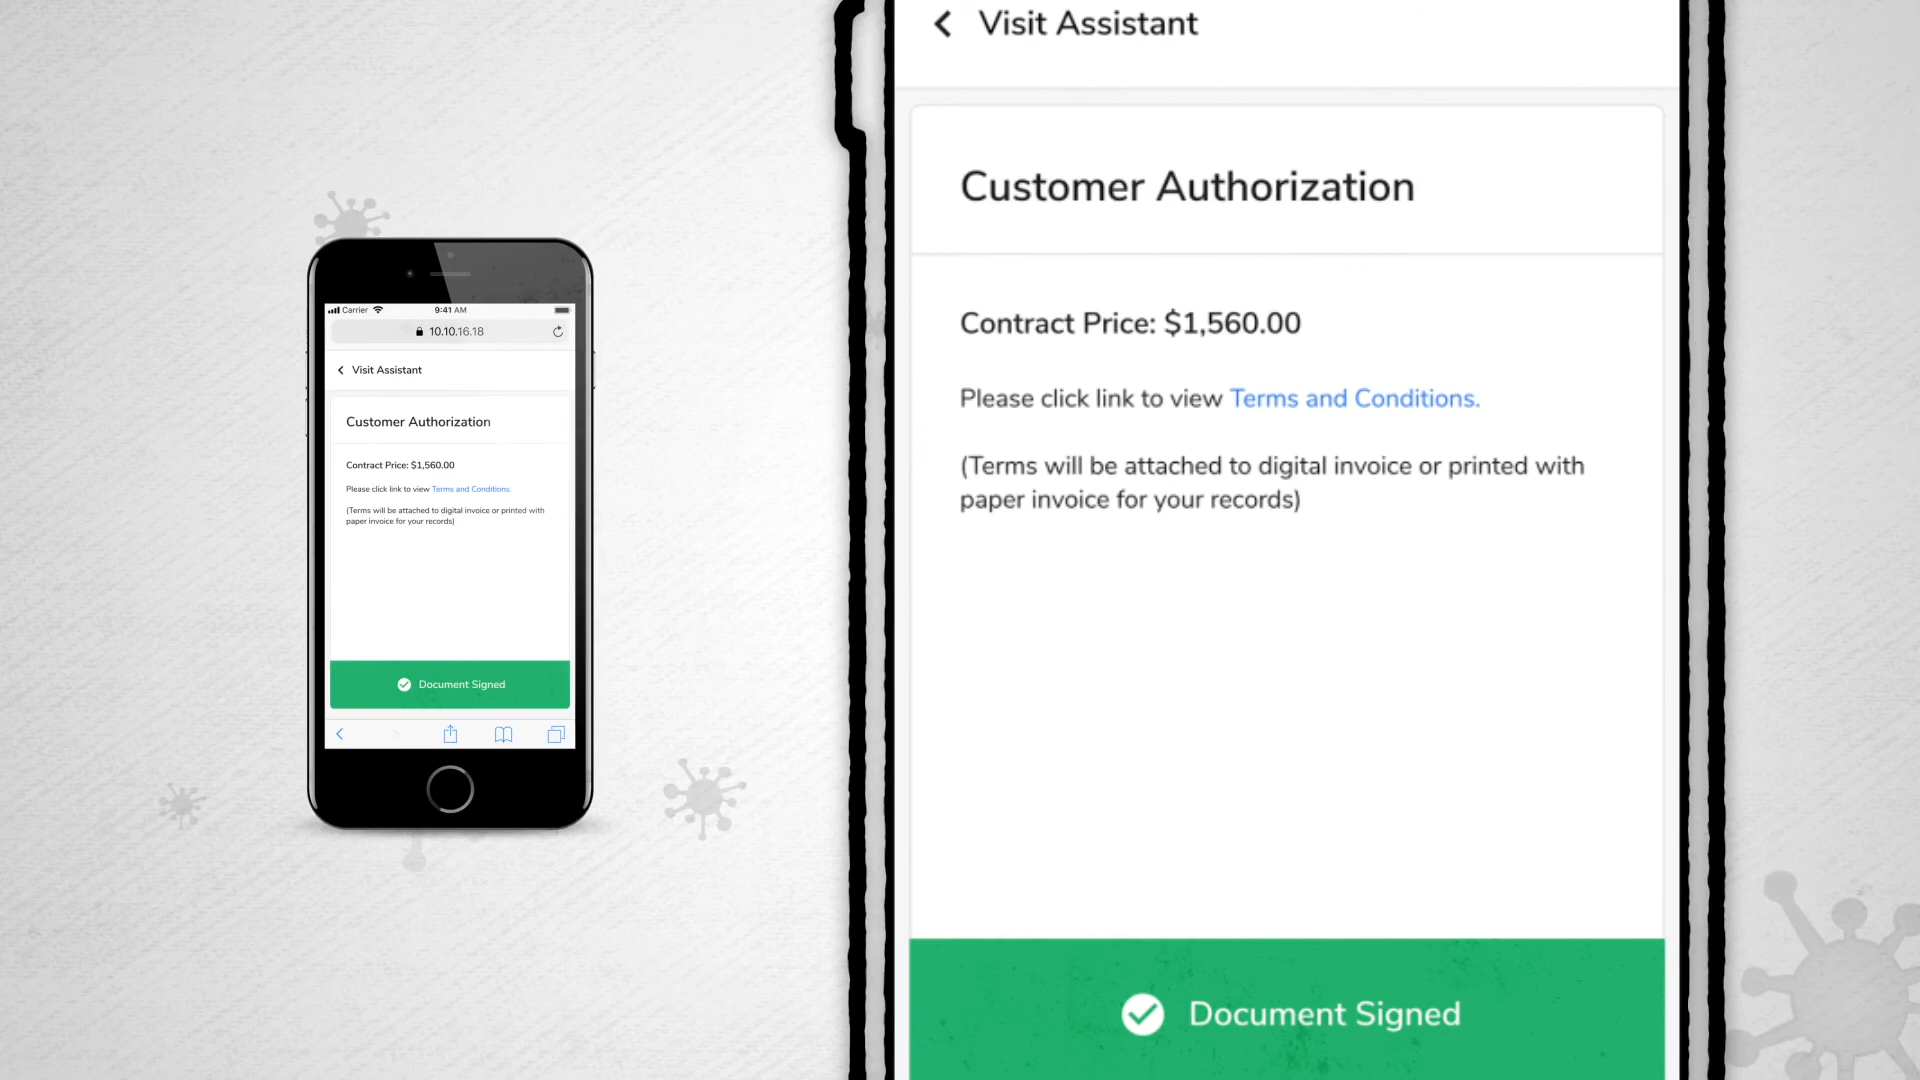 Carrier
9:41 AM
10.10.16.18
Visit Assistant
Customer Authorization
Contract Price: $1,560.00
Please click link to view Terms and Conditions.
(Terms will be attached to digital invoice or printed with
paper invoice for your records)
Document Signed
Visit Assistant
Customer Authorization
Contract Price: $1,560.00
Please click link to view Terms and Conditions.
(Terms will be attached to digital invoice or printed with
paper invoice for your records)
Document Signed